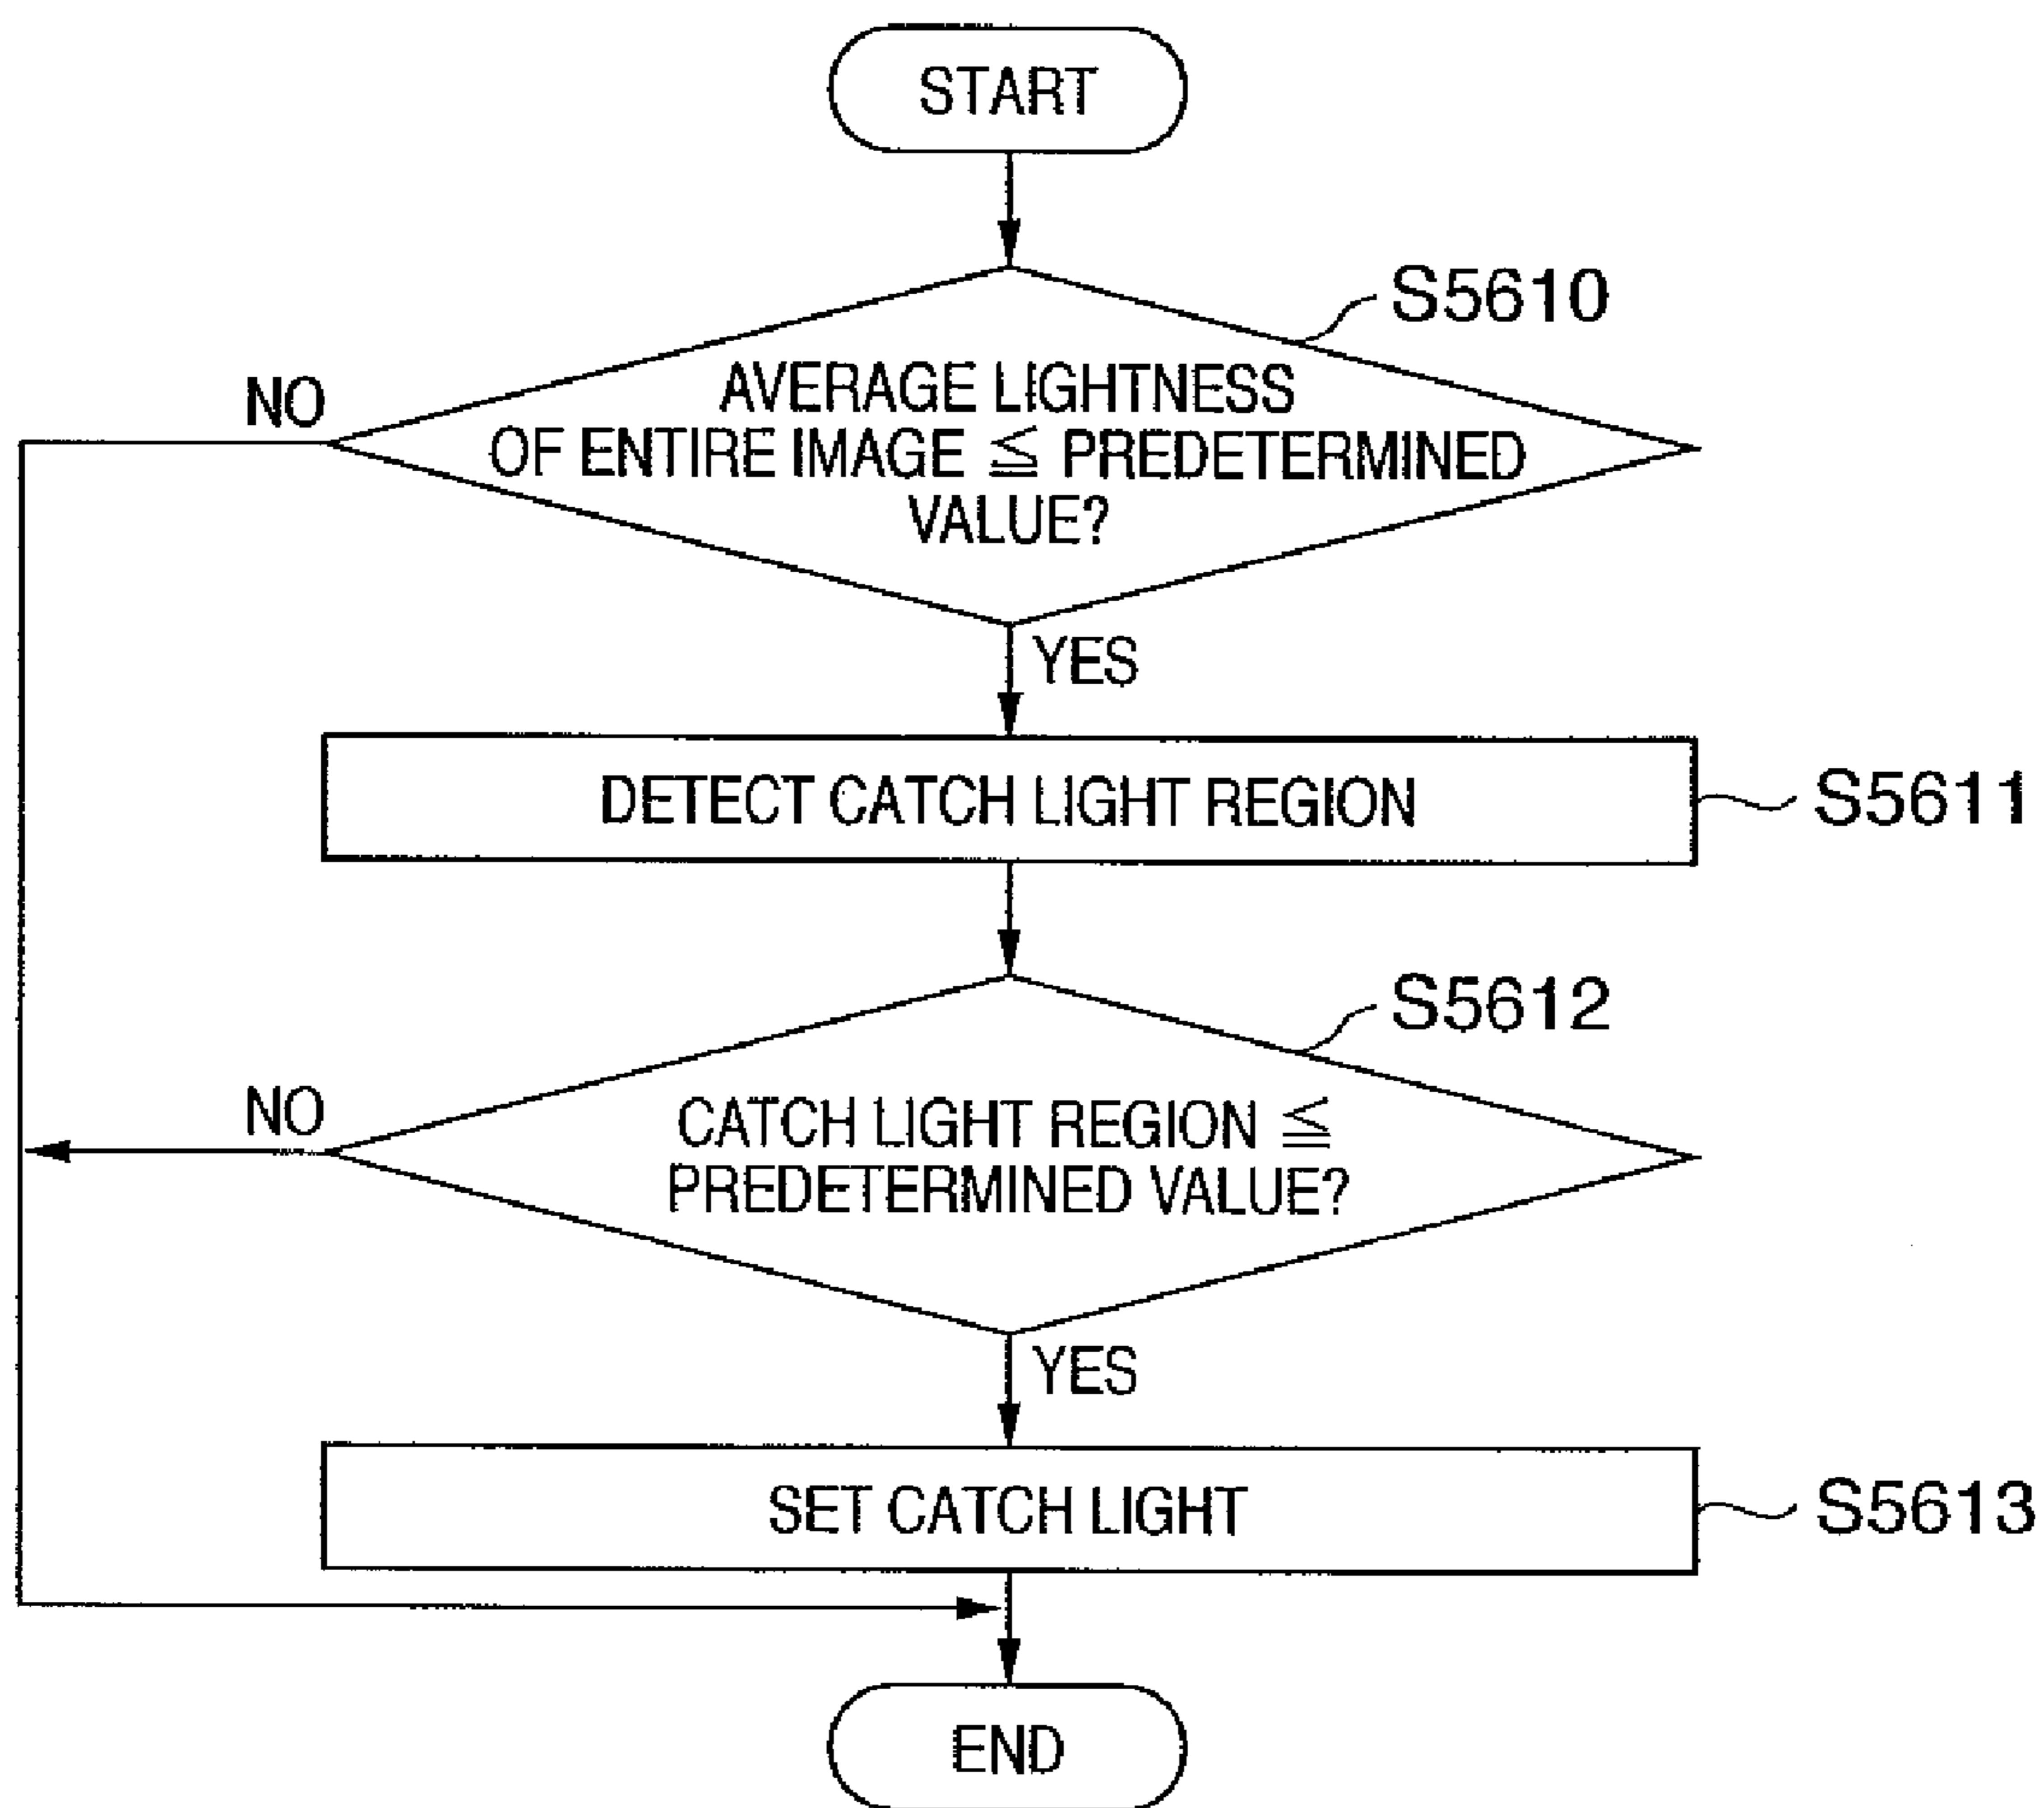 START
S5610
AVERAGE LIGHTNESS
NO
OF ENTIRE IMAGE ≦ PREDETERMINED
VALUE?
YES
DETECT CATCH LIGHT REGION
S5611
S5612
NO
CATCH LIGHT REGION ≦
PREDETERMINED VALUE?
YES
SET CATCH LIGHT
S5613
END